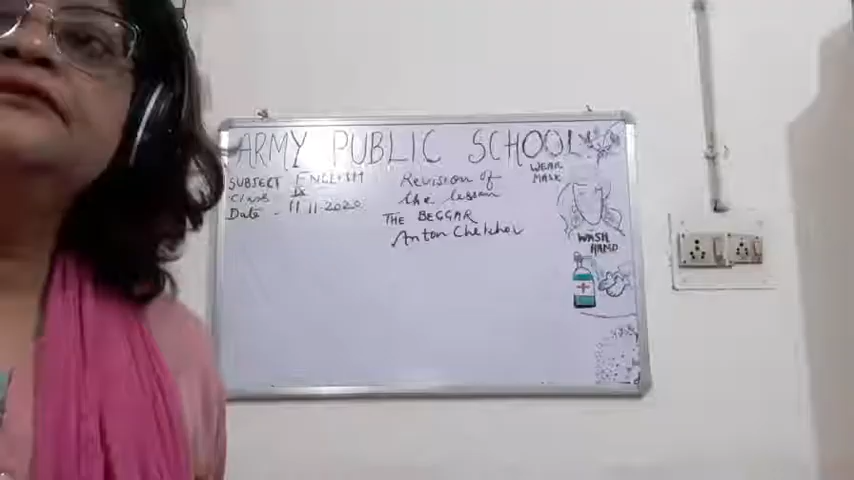 ARMY PUBLIC SCHOOL
SUBJECT ENGLISH
Class IX
Date - 11-11-2020
Revision of
the lesson
THE BEGGAR
Anton Chekhov
WEAR
MASK
WASH
HAND